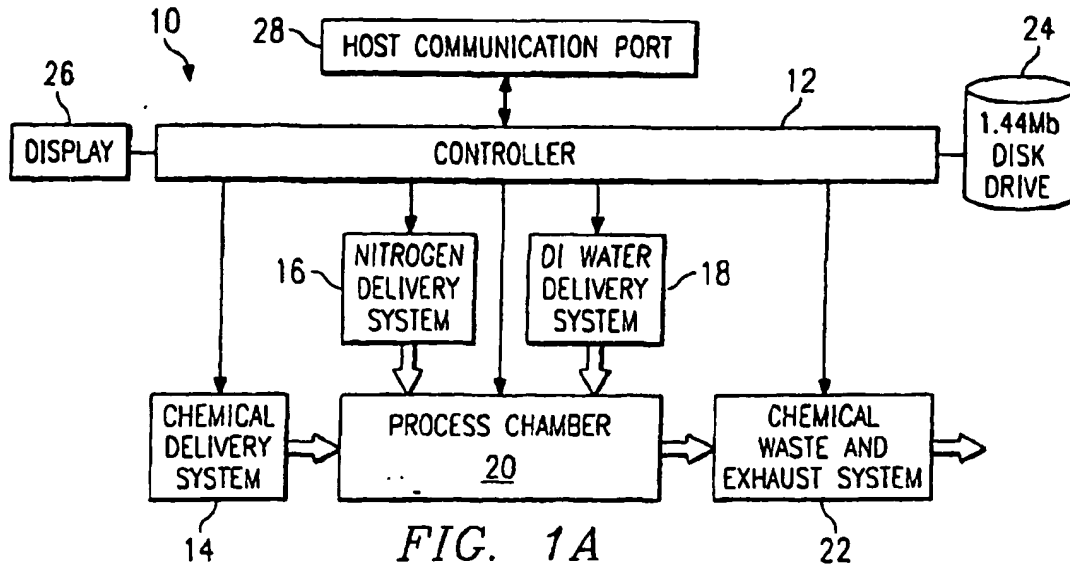 10
28
HOST COMMUNICATION PORT
24
26
12
DISPLAY
CONTROLLER
1.44Mb
DISK
DRIVE
16
NITROGEN
DELIVERY
SYSTEM
DI WATER
DELIVERY
SYSTEM
18
CHEMICAL
DELIVERY
SYSTEM
PROCESS CHAMBER
20
CHEMICAL
WASTE AND
EXHAUST SYSTEM
14
FIG. 1A
22